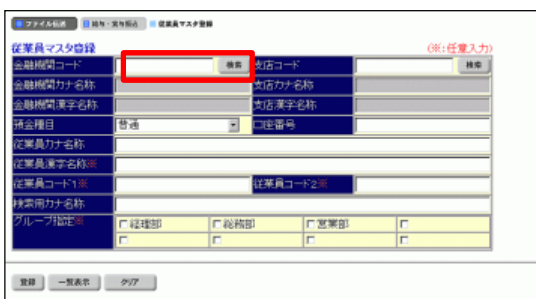 ファイル伝送 給与・賞与振込 従業員マスタ登録
従業員マスタ登録 (※:任意入力)
金融機関コード 検索 支店コード 検索
金融機関カナ名称 支店カナ名称
金融機関漢字名称 支店漢字名称
預金種目 普通 口座番号
従業員カナ名称
従業員漢字名称※
従業員コード1※ 従業員コード2※
検索用カナ名称
グループ指定※ 経理部 総務部 営業部
登録 一覧表示 クリア